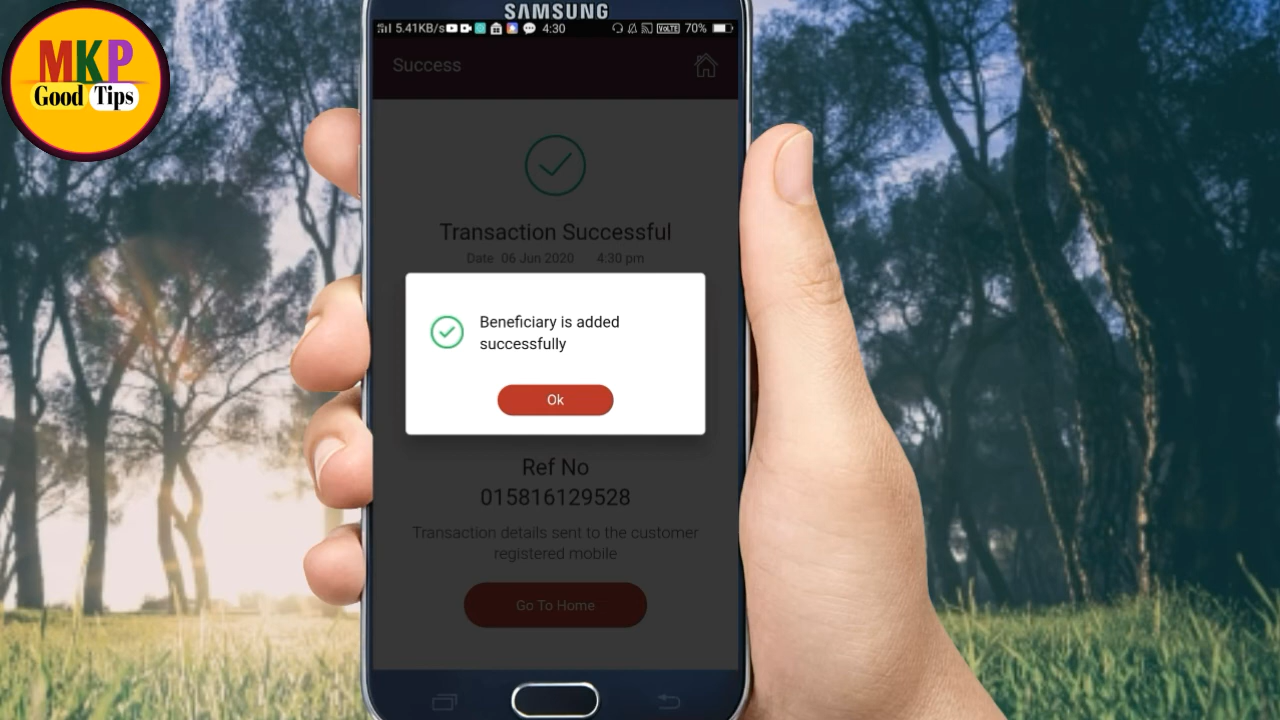 MKP
Good Tips
SAMSUNG
5.41KB/s
4:30
VoLTE 70%
Success
Transaction Successful
Date 06 Jun 2020 4:30 pm
Beneficiary is added
successfully
Ok
Ref No
015816129528
Transaction details sent to the customer
registered mobile
Go To Home